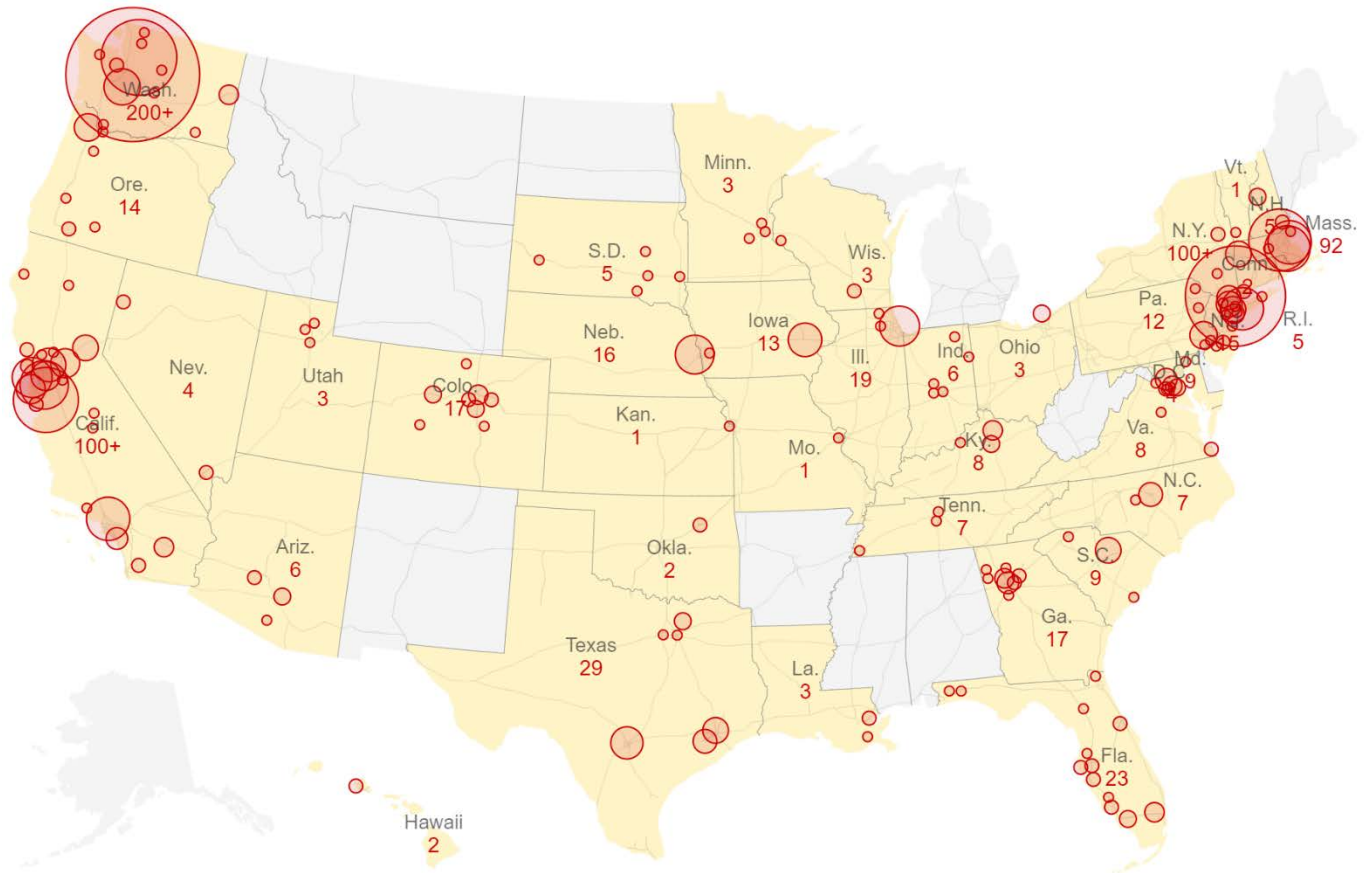 Wash.
200+
Ore.
14
Calif.
100+
Nev.
4
Utah
3
Ariz.
6
Colo.
17
S.D.
5
Neb.
16
Kan.
1
Okla.
2
Texas
29
Minn.
3
Iowa
13
Mo.
1
La.
3
Wis.
3
Ill.
19
Ind.
6
Ohio
3
Ky.
8
Tenn.
7
Ga.
17
Fla.
23
S.C.
9
N.C.
7
Va.
8
D.C.
Md.
9
Pa.
12
N.Y.
100+
Vt.
1
N.H.
5
Mass.
92
Conn.
2
R.I.
5
Hawaii
2